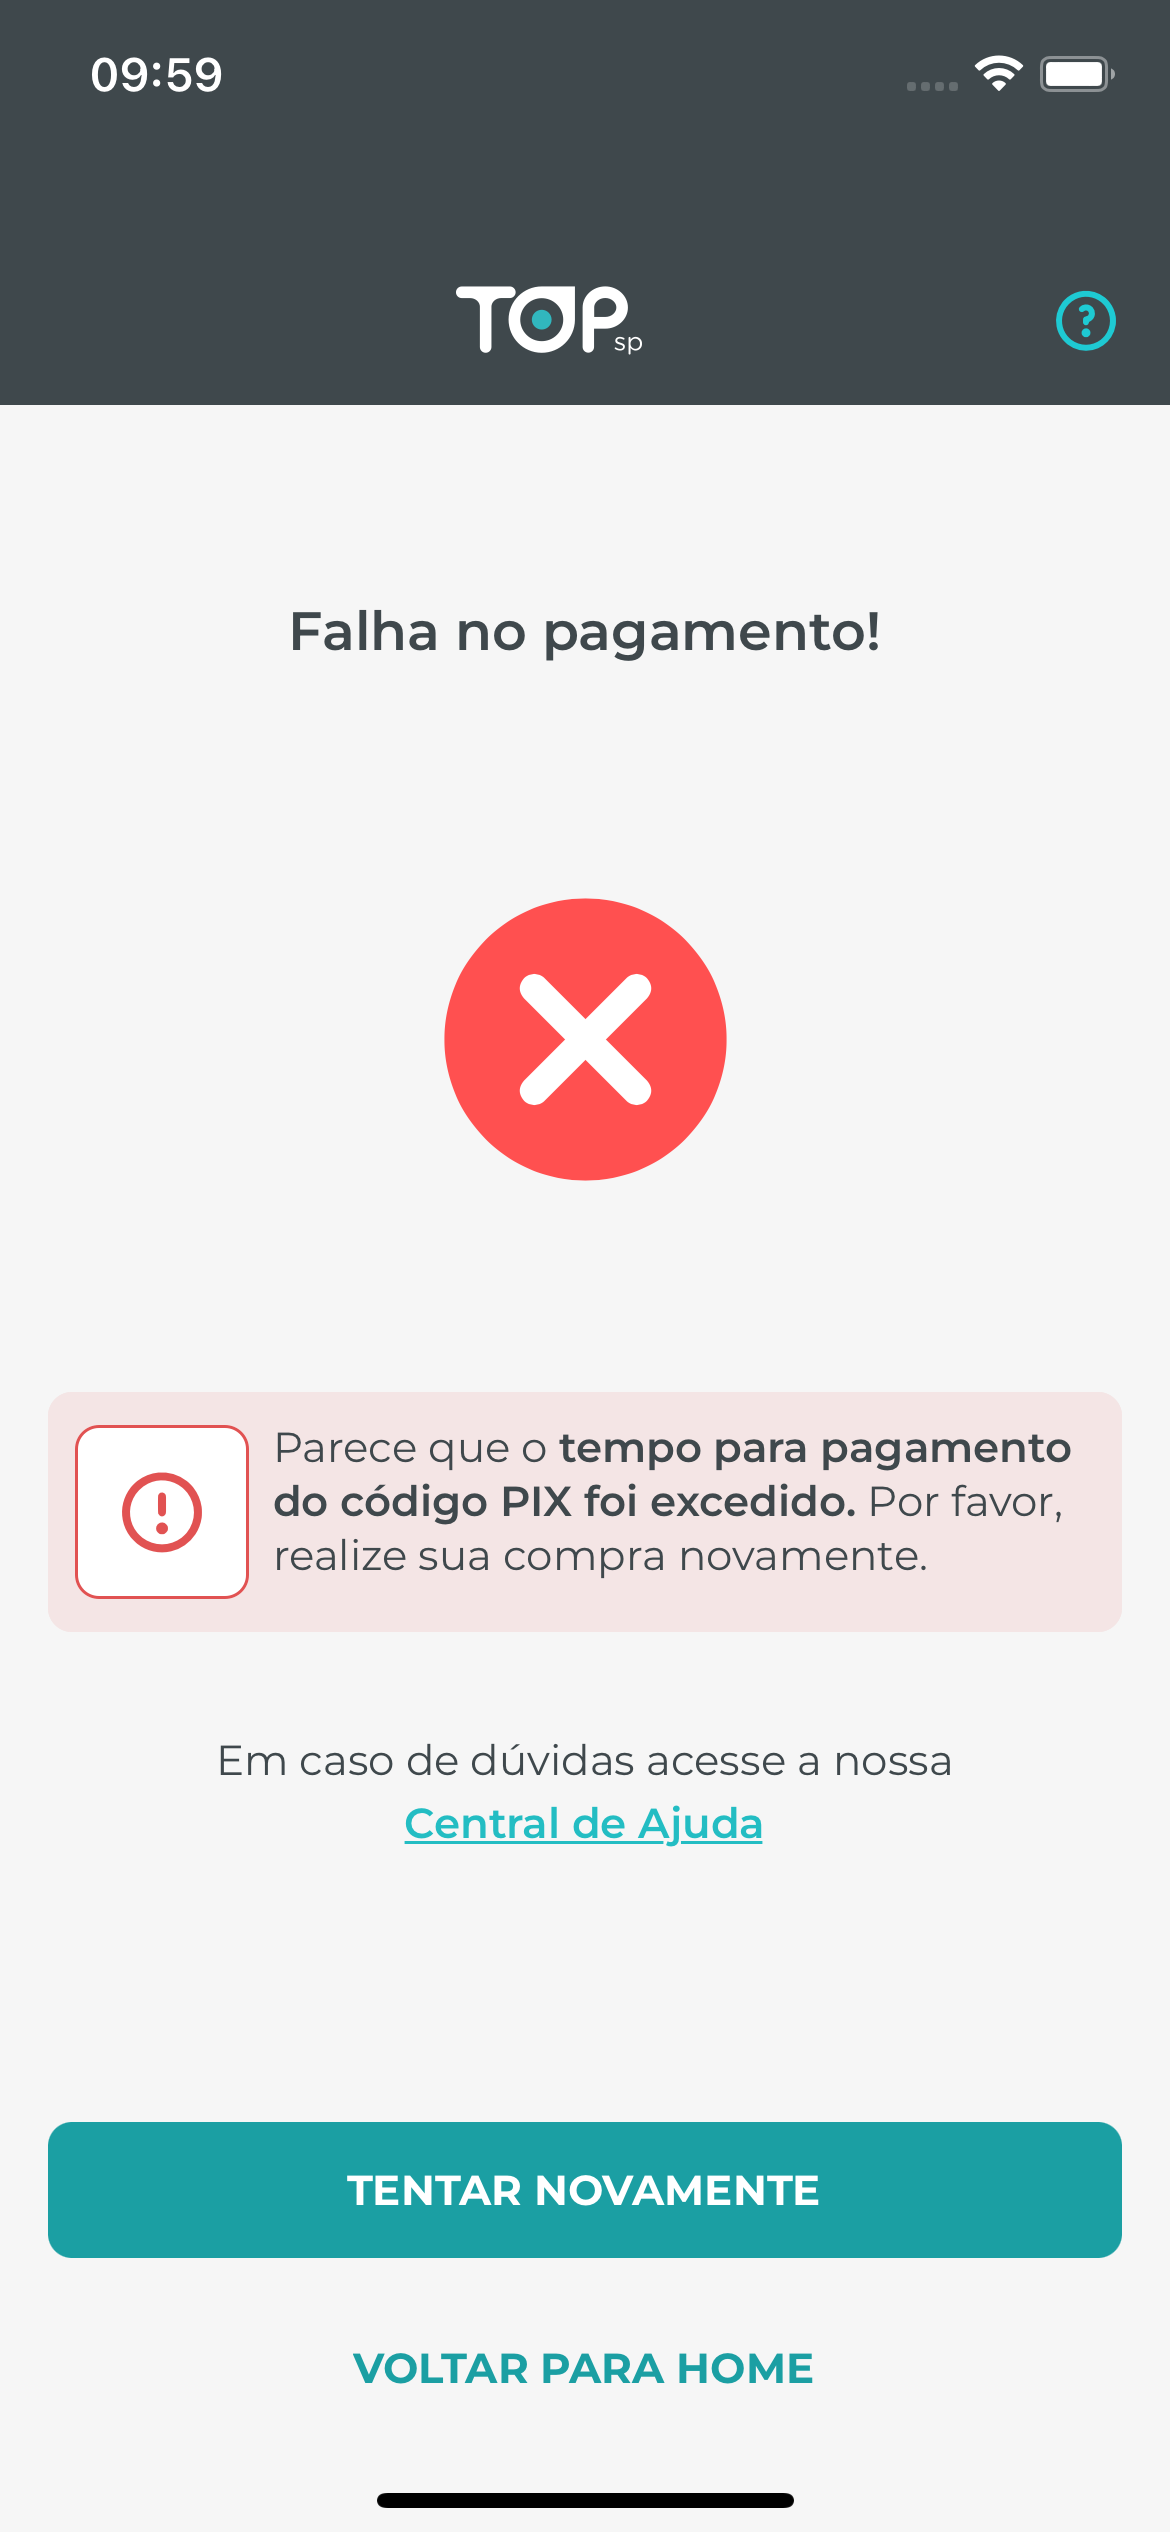 09:59
TOP
sp
Falha no pagamento!
Parece que o tempo para pagamento
do código PIX foi excedido. Por favor,
realize sua compra novamente.
Em caso de dúvidas acesse a nossa
Central de Ajuda
TENTAR NOVAMENTE
VOLTAR PARA HOME